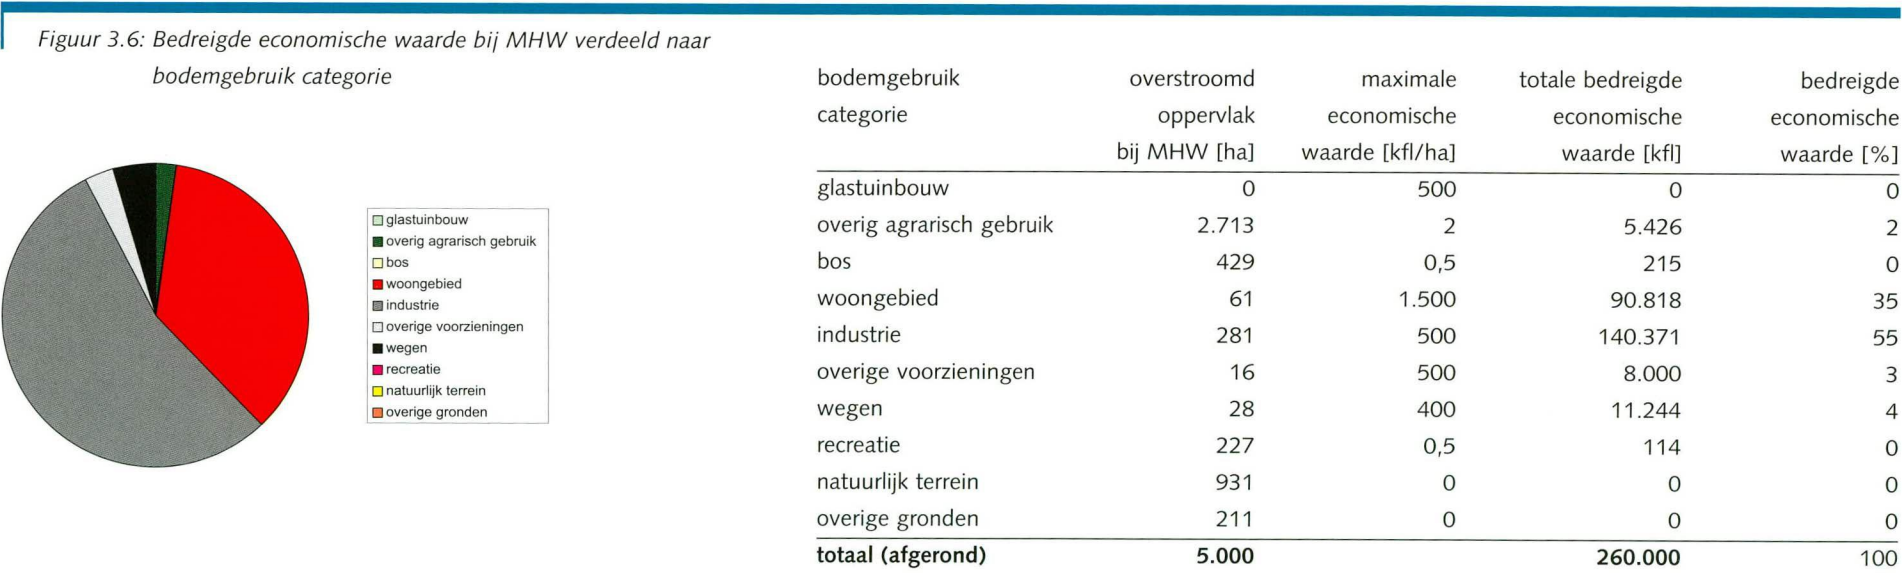 Figuur 3.6: Bedreigde economische waarde bij MHW verdeeld naar
bodemgebruik categorie
glastuinbouw
overig agrarisch gebruik
bos
woongebied
industrie
overige voorzieningen
wegen
recreatie
natuurlijk terrein
overige gronden
bodemgebruik overstroomd maximale totale bedreigde bedreigde
categorie oppervlak economische economische economische
bij MHW [ha] waarde [kfl/ha] waarde [kfl] waarde [%]
glastuinbouw 0 500 0 0
overig agrarisch gebruik 2.713 2 5.426 2
bos 429 0,5 215 0
woongebied 61 1.500 90.818 35
industrie 281 500 140.371 55
overige voorzieningen 16 500 8.000 3
wegen 28 400 11.244 4
recreatie 227 0,5 114 0
natuurlijk terrein 931 0 0 0
overige gronden 211 0 0 0
totaal (afgerond) 5.000 260.000 100